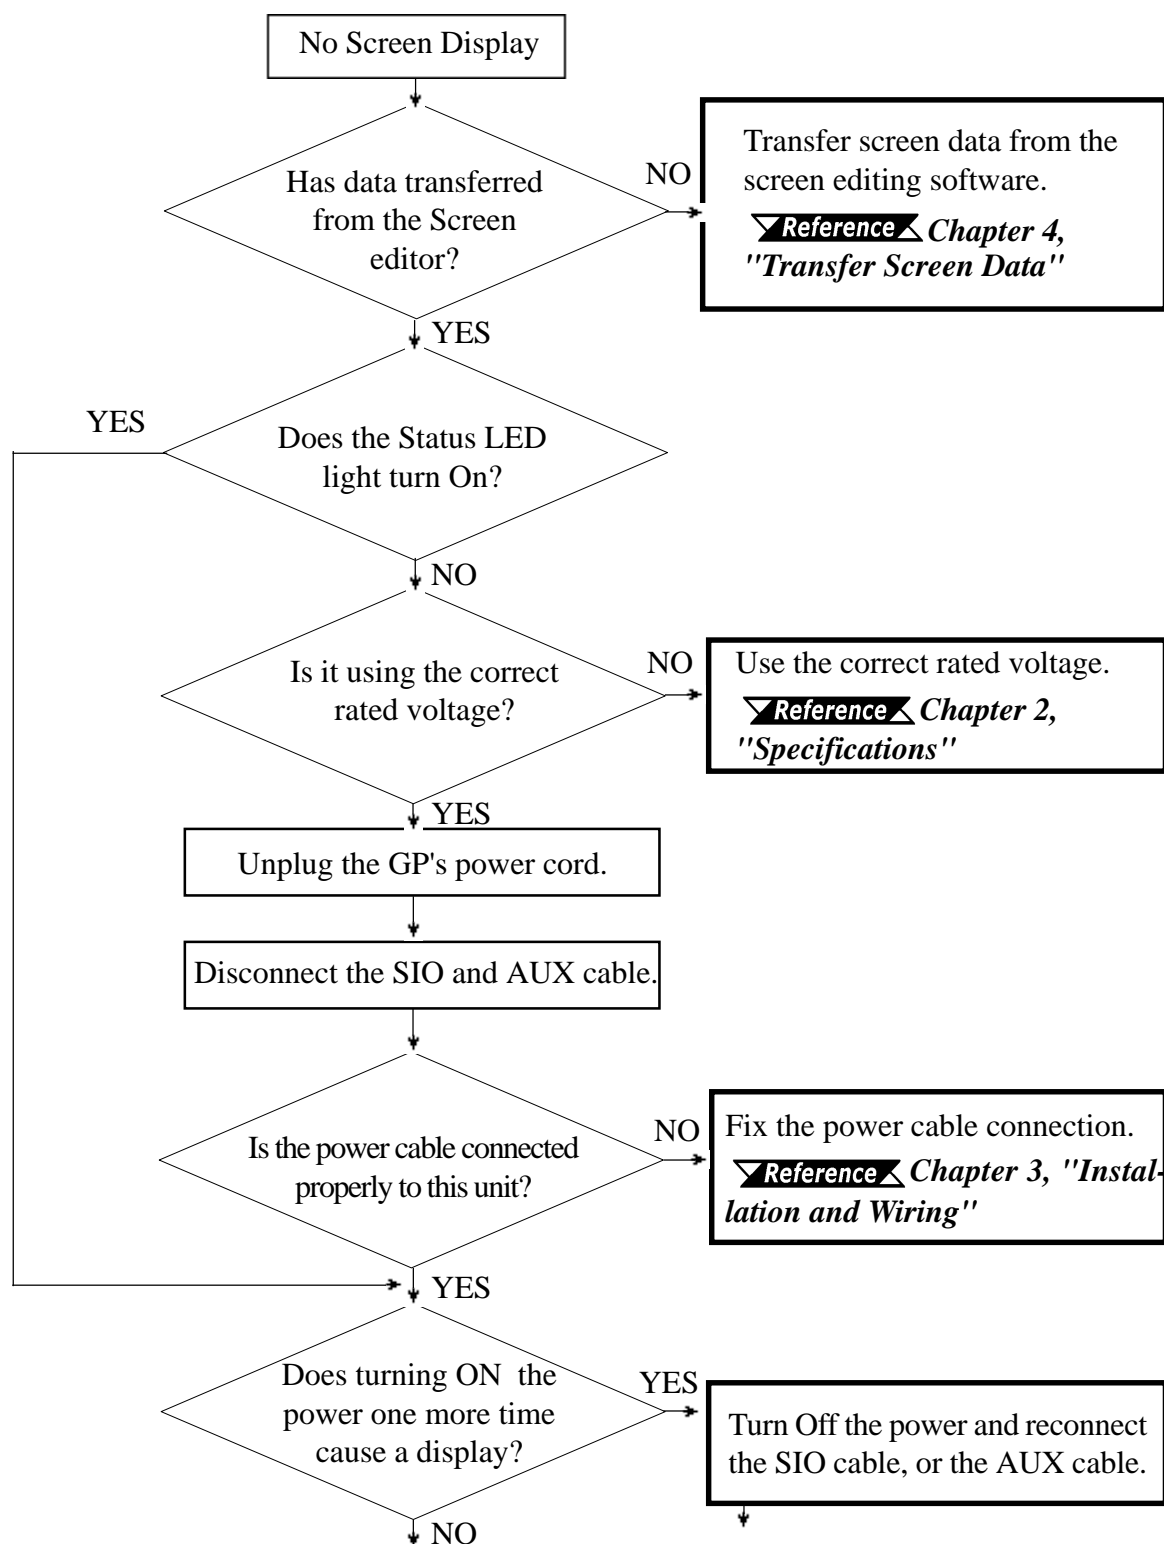 No Screen Display
Has data transferred
from the Screen
editor?
NO
Transfer screen data from the
screen editing software.
Reference Chapter 4,
"Transfer Screen Data"
YES
YES
Does the Status LED
light turn On?
NO
Is it using the correct
rated voltage?
NO
Use the correct rated voltage.
Reference Chapter 2,
"Specifications"
YES
Unplug the GP's power cord.
Disconnect the SIO and AUX cable.
Is the power cable connected
properly to this unit?
NO
Fix the power cable connection.
Reference Chapter 3, "Instal-
lation and Wiring"
YES
Does turning ON the
power one more time
cause a display?
YES
Turn Off the power and reconnect
the SIO cable, or the AUX cable.
NO